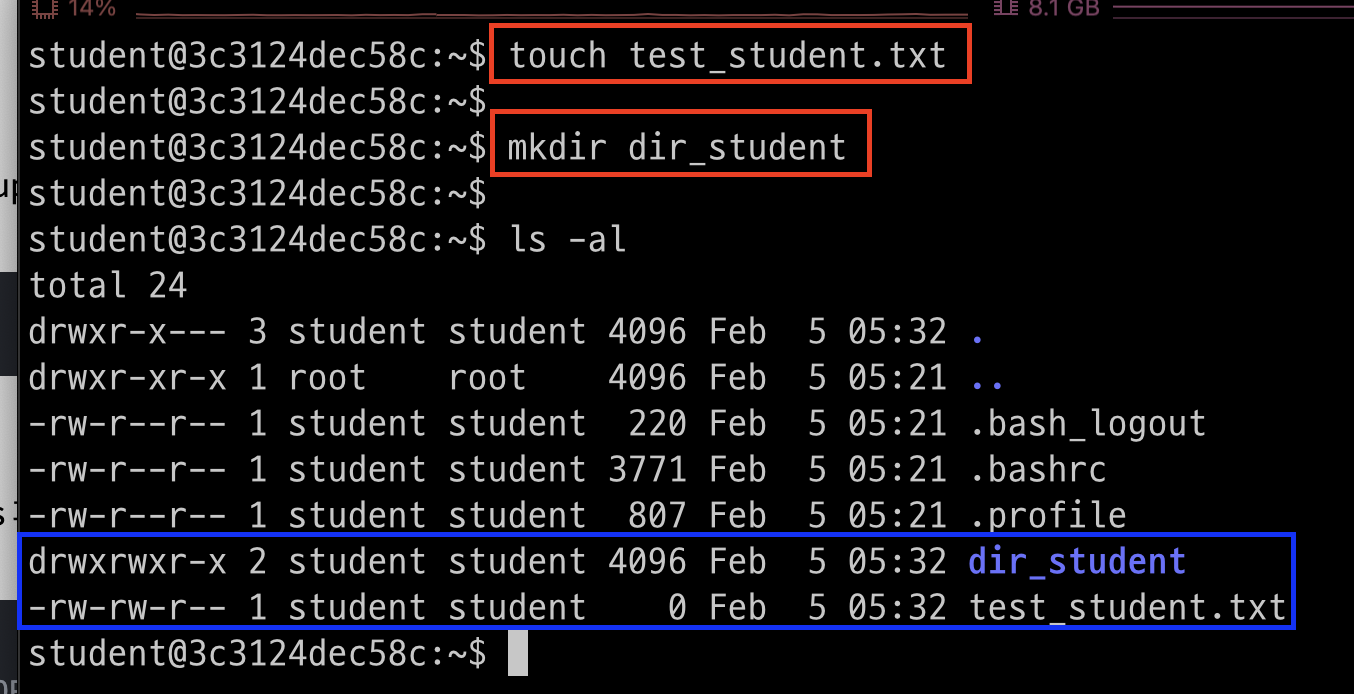 14% 8.1 GB
student@3c3124dec58c:~$ touch test_student.txt
student@3c3124dec58c:~$
student@3c3124dec58c:~$ mkdir dir_student
student@3c3124dec58c:~$
student@3c3124dec58c:~$ ls -al
total 24
drwxr-x--- 3 student student 4096 Feb  5 05:32 .
drwxr-xr-x 1 root    root    4096 Feb  5 05:21 ..
-rw-r--r-- 1 student student  220 Feb  5 05:21 .bash_logout
-rw-r--r-- 1 student student 3771 Feb  5 05:21 .bashrc
-rw-r--r-- 1 student student  807 Feb  5 05:21 .profile
drwxrwxr-x 2 student student 4096 Feb  5 05:32 dir_student
-rw-rw-r-- 1 student student    0 Feb  5 05:32 test_student.txt
student@3c3124dec58c:~$